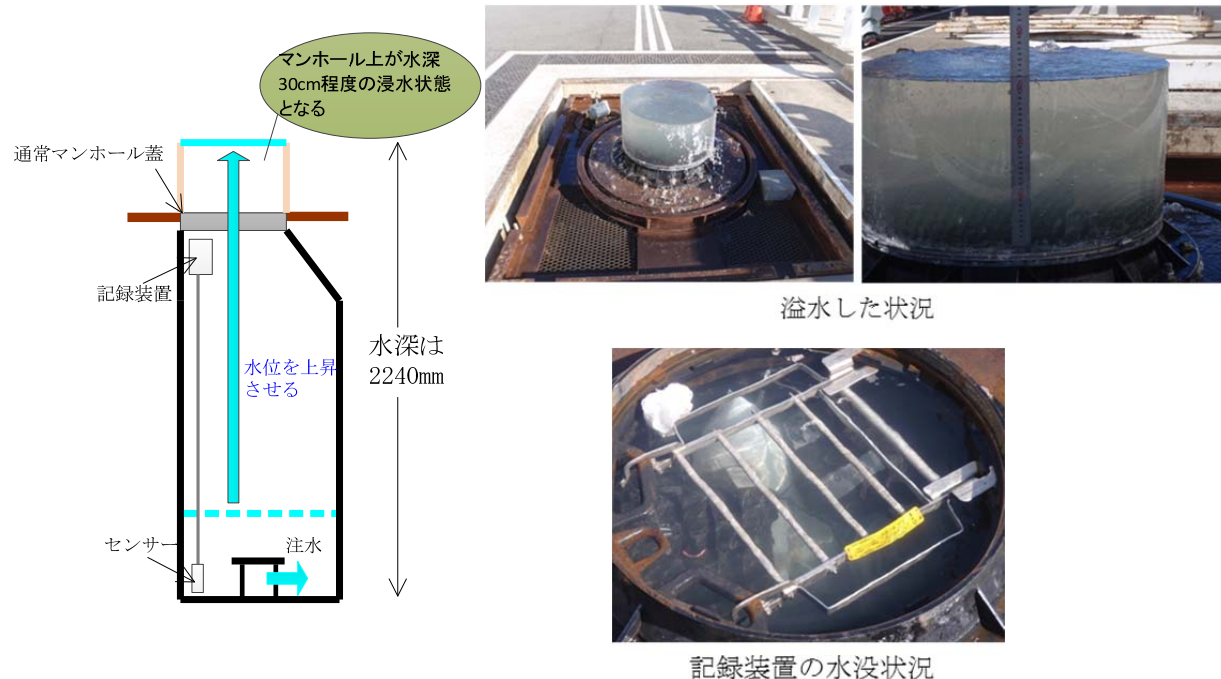 マンホール上が水深
30cm程度の浸水状態
となる
通常マンホール蓋
記録装置
水位を上昇
させる
水深は
2240mm
センサー
注水
溢水した状況
記録装置の水没状況